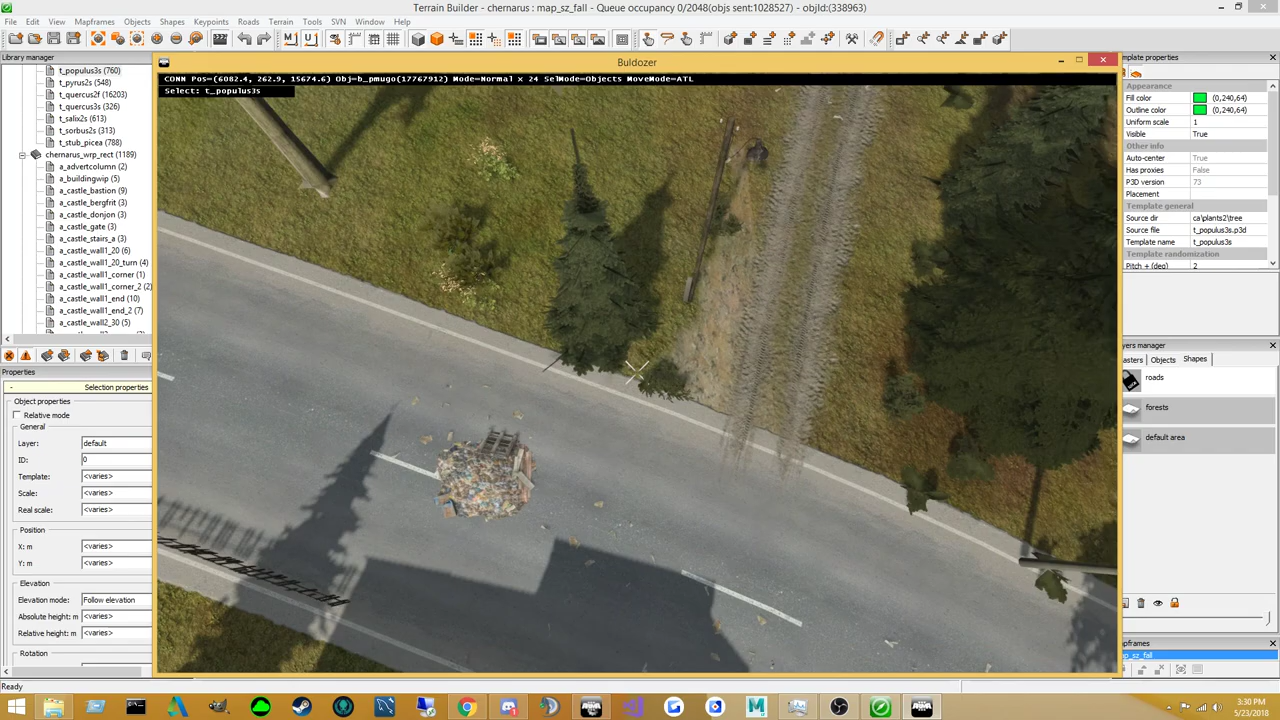 Terrain Builder - chernarus : map_sz_fall - Queue occupancy 0/2048(objs sent:1028527) - objId:(338963)
File Edit View Mapframes Objects Shapes Keypoints Roads Terrain Tools SVN Window Help
Library manager
t_populus3s (760)
t_pyrus2s (548)
t_quercus2f (16203)
t_quercus3s (326)
t_salix2s (613)
t_sorbus2s (313)
t_stub_picea (788)
chernarus_wrp_rect (1189)
a_advertcolumn (2)
a_buildingwip (5)
a_castle_bastion (9)
a_castle_bergfrit (3)
a_castle_donjon (3)
a_castle_gate (3)
a_castle_stairs_a (3)
a_castle_wall1_20 (6)
a_castle_wall1_20_turn (4)
a_castle_wall1_corner (1)
a_castle_wall1_corner_2 (2)
a_castle_wall1_end (10)
a_castle_wall1_end_2 (7)
a_castle_wall2_30 (5)
Properties
Selection properties
Object properties
Relative mode
General
Layer: default
ID: 0
Template: <varies>
Scale: <varies>
Real scale: <varies>
Position
X: m <varies>
Y: m <varies>
Elevation
Elevation mode: Follow elevation
Absolute height: m <varies>
Relative height: m <varies>
Rotation
Ready
Buldozer
CONN Pos=(6082.4, 262.9, 15674.6) Obj=b_pmugo(17767912) Mode=Normal x 24 SelMode=Objects MoveMode=ATL
Select: t_populus3s
mplate properties
Appearance
Fill color (0,240,64)
Outline color (0,240,64)
Uniform scale 1
Visible True
Other info
Auto-center True
Has proxies False
P3D version 73
Placement
Template general
Source dir ca\plants2\tree
Source file t_populus3s.p3d
Template name t_populus3s
Template randomization
Pitch + (deg) 2
yers manager
asters Objects Shapes
roads
forests
default area
mapframes
ap_sz_fall
3:30 PM
5/23/2018